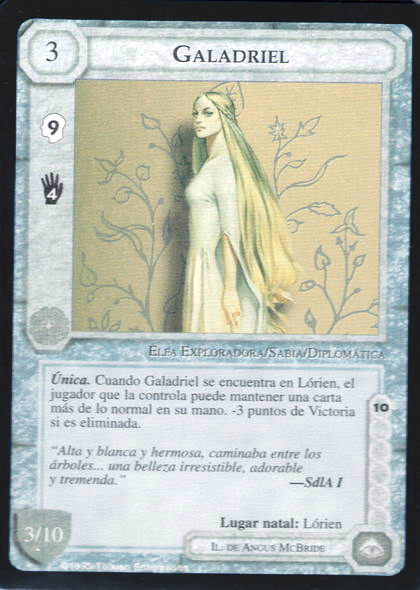 3
GALADRIEL
9
4
ELFA EXPLORADORA/SABIA/DIPLOMÁTICA
Única. Cuando Galadriel se encuentra en Lórien, el
jugador que la controla puede mantener una carta
más de lo normal en su mano. -3 puntos de Victoria
si es eliminada.
10
"Alta y blanca y hermosa, caminaba entre los
árboles... una belleza irresistible, adorable
y tremenda."
—SdlA I
Lugar natal: Lórien
3/10
-
IL. DE ANGUS MCBRIDE
©1995 Tolkien Enterprises